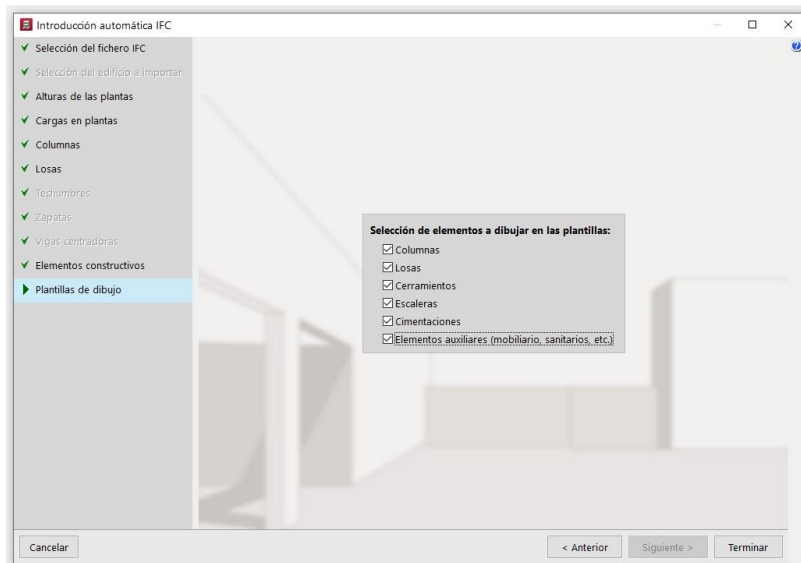 Introducción automática IFC
Selección del fichero IFC
Selección del edificio a importar
Alturas de las plantas
Cargas en plantas
Columnas
Losas
Techumbres
Zapatas
Vigas centradoras
Elementos constructivos
Plantillas de dibujo
Selección de elementos a dibujar en las plantillas:
Columnas
Losas
Cerramientos
Escaleras
Cimentaciones
Elementos auxiliares (mobiliario, sanitarios, etc.)
Cancelar
< Anterior
Siguiente >
Terminar